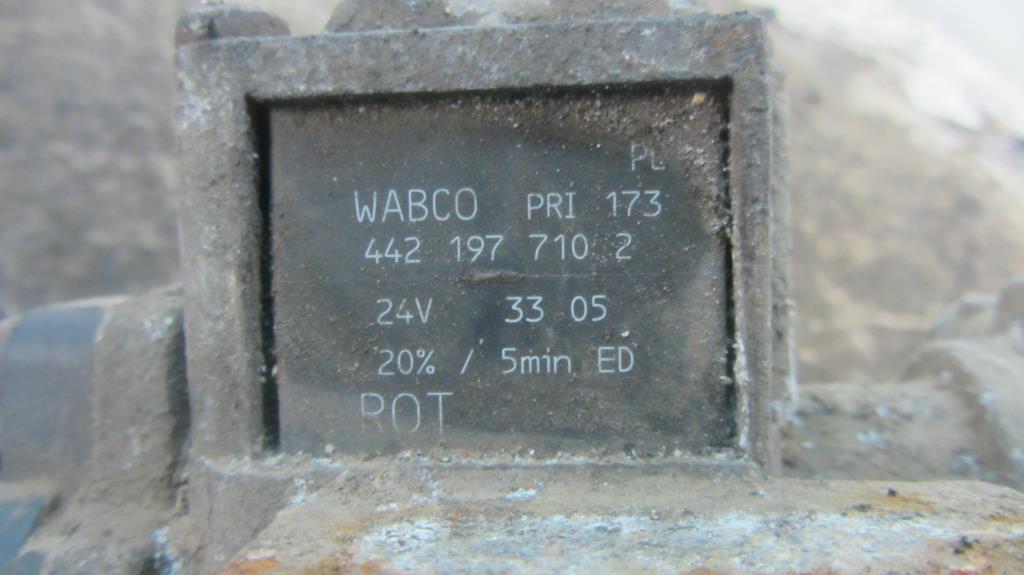 PL
WABCO PRI 173
442 197 710 2
24V 33 05
20% / 5min ED
ROT